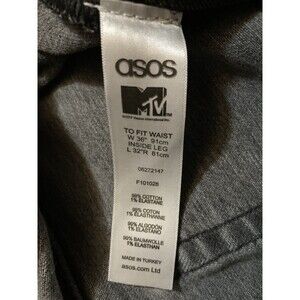 asos
MTV
TO FIT WAIST
W 36" 91cm
INSIDE LEG
L 32"R 81cm
06272147
F101028
99% COTTON
1% ELASTANE
99% COTON
1% ELASTHANNE
99% ALGODÓN
1% ELASTANO
99% BAUMWOLLE
1% ELASTHAN
MADE IN TURKEY
asos.com Ltd